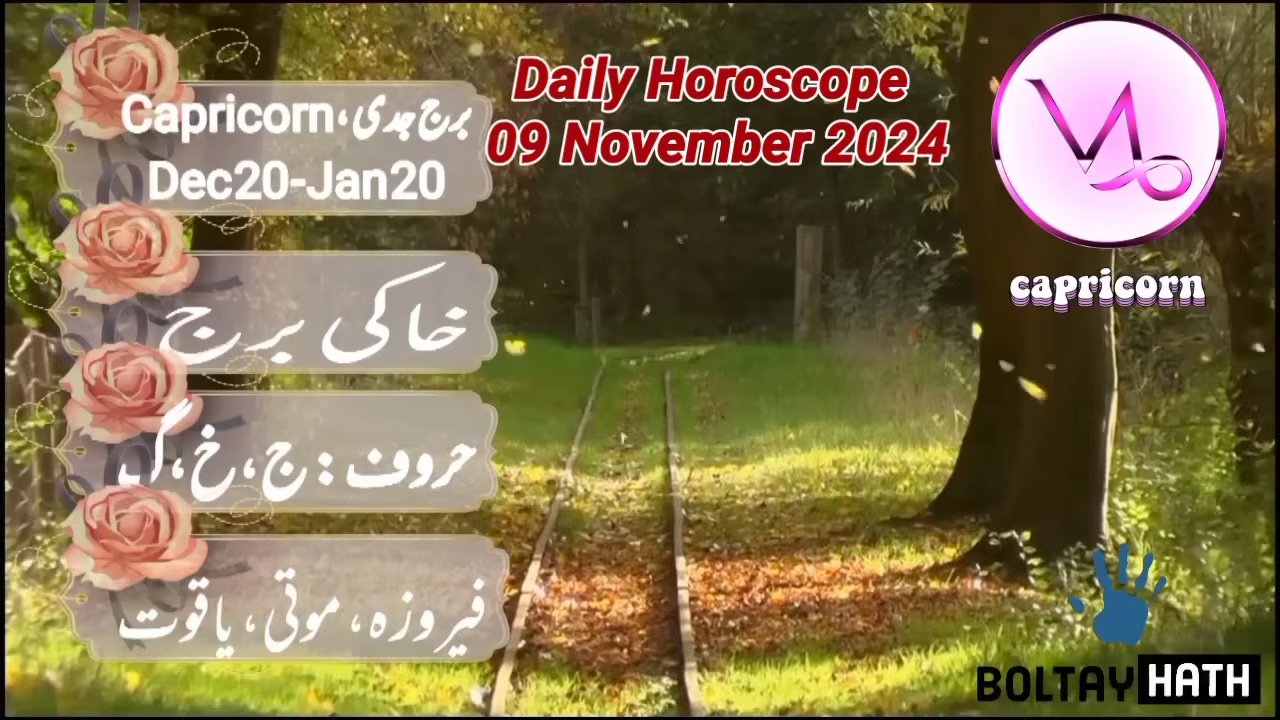 Daily Horoscope
09 November 2024
برج جدی،Capricorn
Dec20-Jan20
خاکی برج
حروف : ج، خ، گ
فیروزہ، موتی، یاقوت
capricorn
BOLTAY HATH